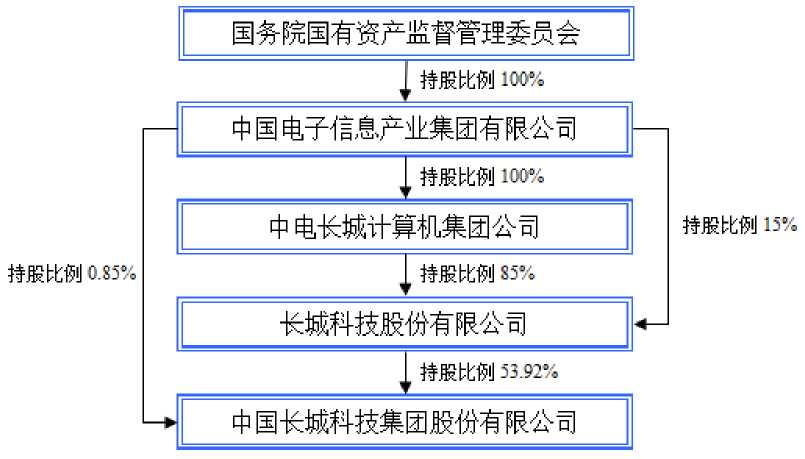 国务院国有资产监督管理委员会
持股比例 100%
中国电子信息产业集团有限公司
持股比例 100%
中电长城计算机集团公司
持股比例 15%
持股比例 0.85%
持股比例 85%
长城科技股份有限公司
持股比例 53.92%
中国长城科技集团股份有限公司